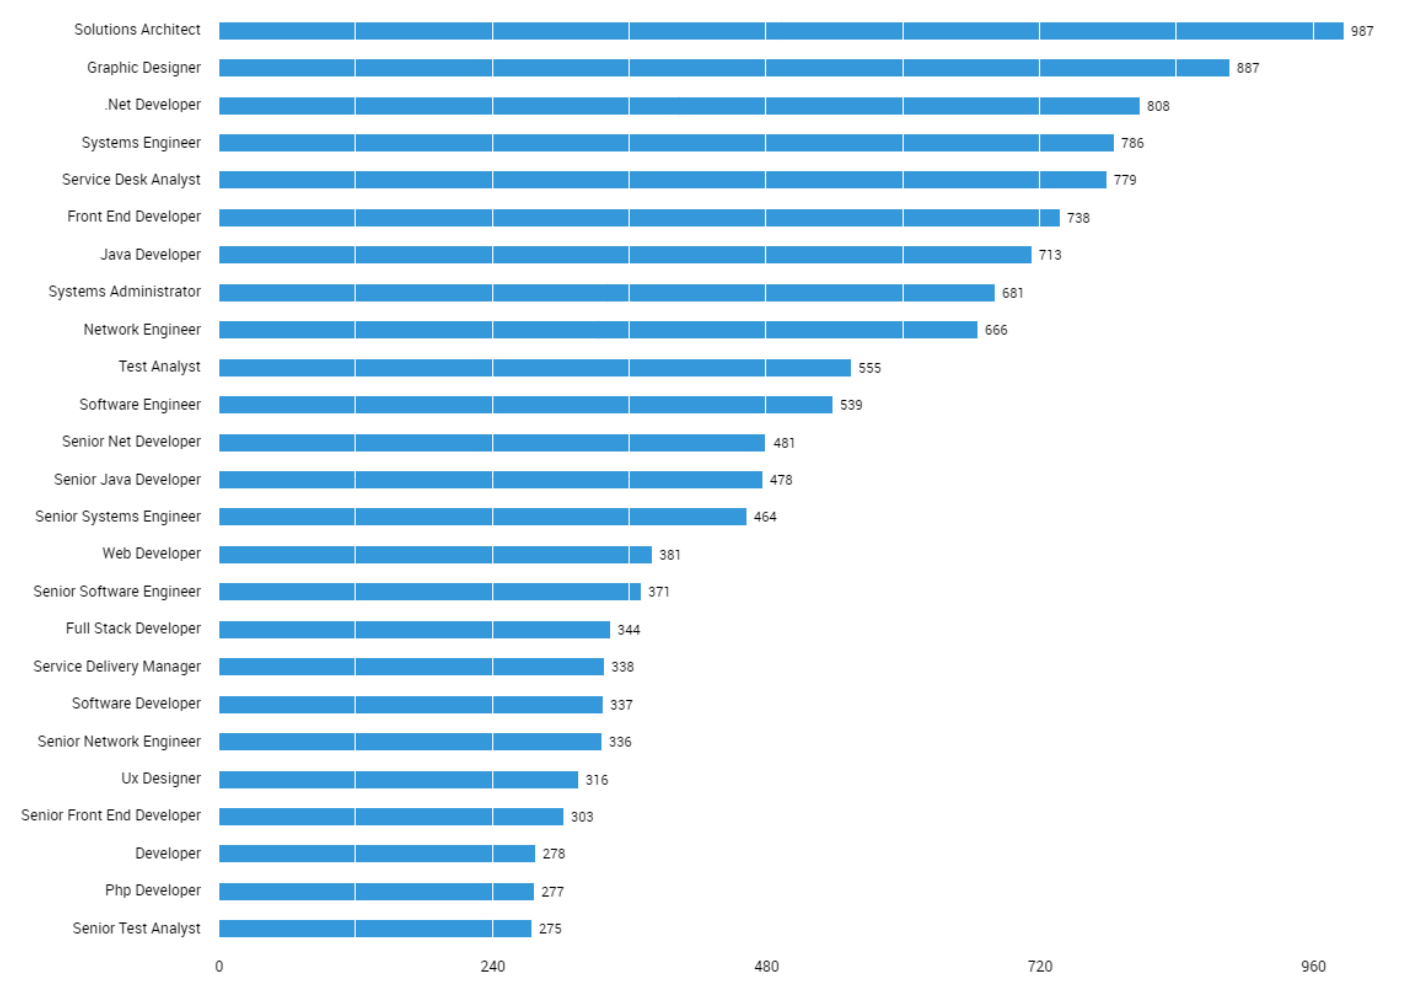 Solutions Architect 987
Graphic Designer 887
.Net Developer 808
Systems Engineer 786
Service Desk Analyst 779
Front End Developer 738
Java Developer 713
Systems Administrator 681
Network Engineer 666
Test Analyst 555
Software Engineer 539
Senior Net Developer 481
Senior Java Developer 478
Senior Systems Engineer 464
Web Developer 381
Senior Software Engineer 371
Full Stack Developer 344
Service Delivery Manager 338
Software Developer 337
Senior Network Engineer 336
Ux Designer 316
Senior Front End Developer 303
Developer 278
Php Developer 277
Senior Test Analyst 275
0 240 480 720 960